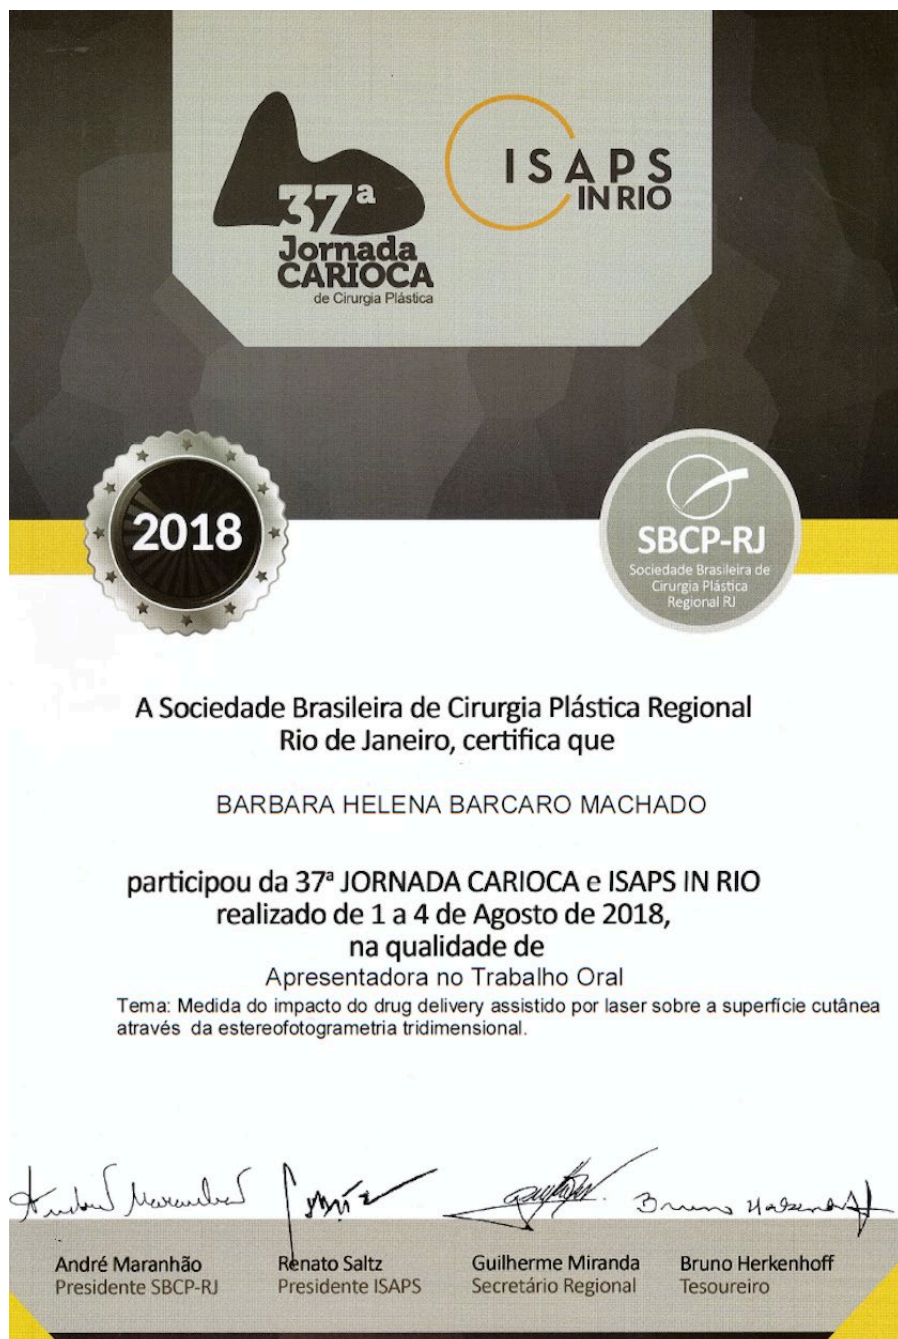 37ª
Jornada
CARIOCA
de Cirurgia Plástica
ISAPS
IN RIO
2018
SBCP-RJ
Sociedade Brasileira de
Cirurgia Plástica
Regional RJ
A Sociedade Brasileira de Cirurgia Plástica Regional
Rio de Janeiro, certifica que
BARBARA HELENA BARCARO MACHADO
participou da 37ª JORNADA CARIOCA e ISAPS IN RIO
realizado de 1 a 4 de Agosto de 2018,
na qualidade de
Apresentadora no Trabalho Oral
Tema: Medida do impacto do drug delivery assistido por laser sobre a superfície cutânea
através da estereofotogrametria tridimensional.
André Maranhão
Presidente SBCP-RJ
Renato Saltz
Presidente ISAPS
Guilherme Miranda
Secretário Regional
Bruno Herkenhoff
Tesoureiro